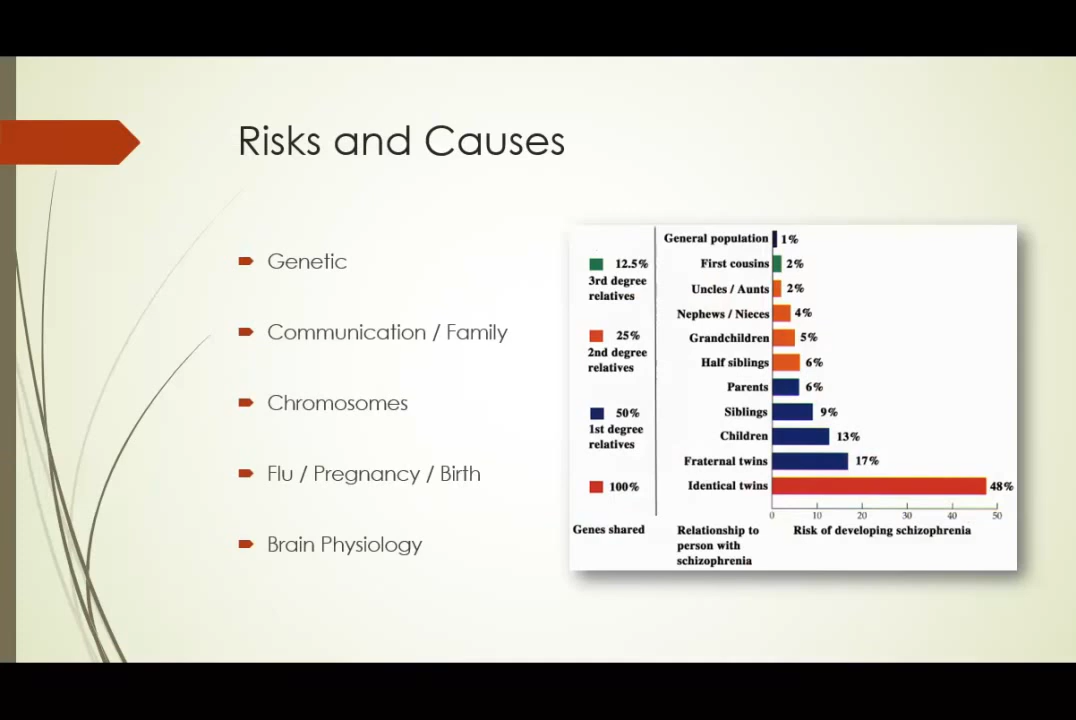 Risks and Causes
Genetic
Communication / Family
Chromosomes
Flu / Pregnancy / Birth
Brain Physiology
12.5%
3rd degree
relatives
25%
2nd degree
relatives
50%
1st degree
relatives
100%
Genes shared
General population 1%
First cousins 2%
Uncles / Aunts 2%
Nephews / Nieces 4%
Grandchildren 5%
Half siblings 6%
Parents 6%
Siblings 9%
Children 13%
Fraternal twins 17%
Identical twins 48%
0 10 20 30 40 50
Relationship to
person with
schizophrenia
Risk of developing schizophrenia